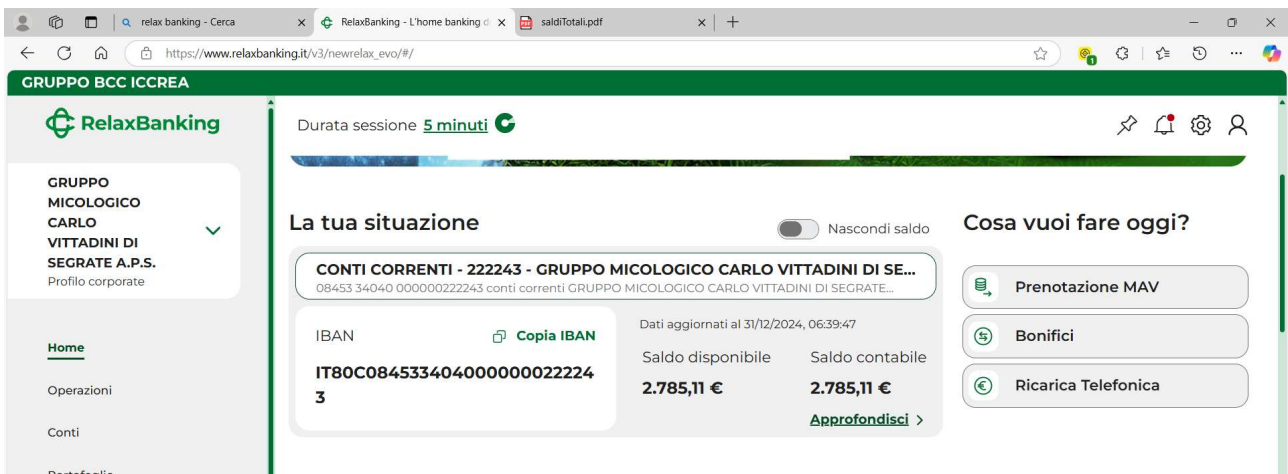 relax banking - Cerca
RelaxBanking - L'home banking d
saldiTotali.pdf
https://www.relaxbanking.it/v3/newrelax_evo/#/
1
GRUPPO BCC ICCREA
RelaxBanking
Durata sessione 5 minuti
GRUPPO
MICOLOGICO
CARLO
VITTADINI DI
SEGRATE A.P.S.
Profilo corporate
Home
Operazioni
Conti
Portafoglio
La tua situazione
Nascondi saldo
CONTI CORRENTI - 222243 - GRUPPO MICOLOGICO CARLO VITTADINI DI SE...
08453 34040 000000222243 conti correnti GRUPPO MICOLOGICO CARLO VITTADINI DI SEGRATE...
IBAN
Copia IBAN
IT80C084533404000000022224
3
Dati aggiornati al 31/12/2024, 06:39:47
Saldo disponibile
Saldo contabile
2.785,11 €
2.785,11 €
Approfondisci >
Cosa vuoi fare oggi?
Prenotazione MAV
Bonifici
Ricarica Telefonica